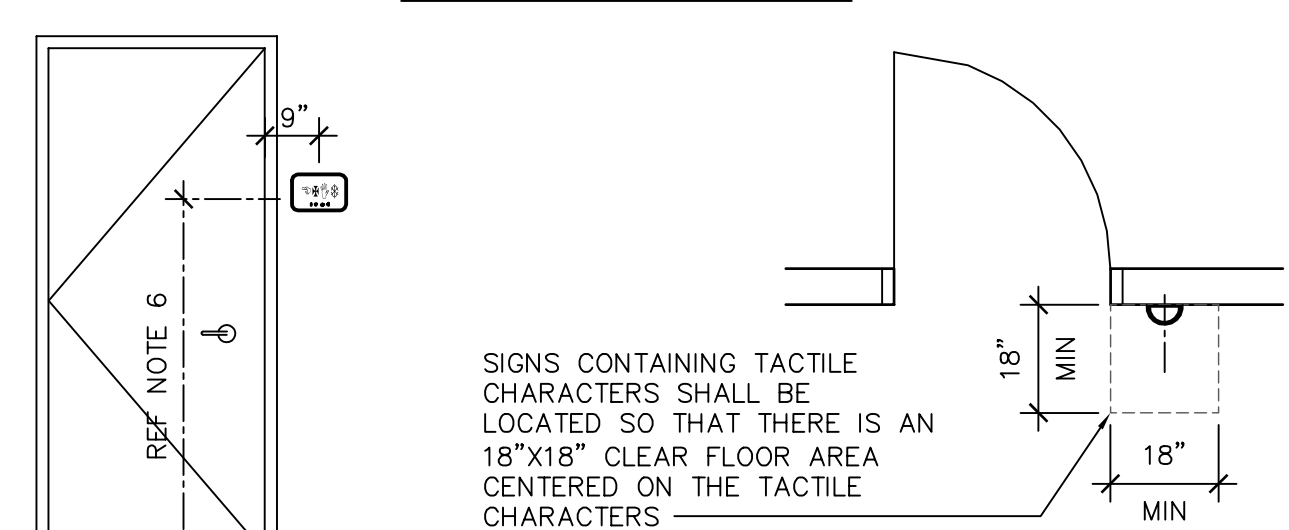 9"
REF NOTE 6
SIGNS CONTAINING TACTILE
CHARACTERS SHALL BE
LOCATED SO THAT THERE IS AN
18"X18" CLEAR FLOOR AREA
CENTERED ON THE TACTILE
CHARACTERS
18"
MIN
18"
MIN